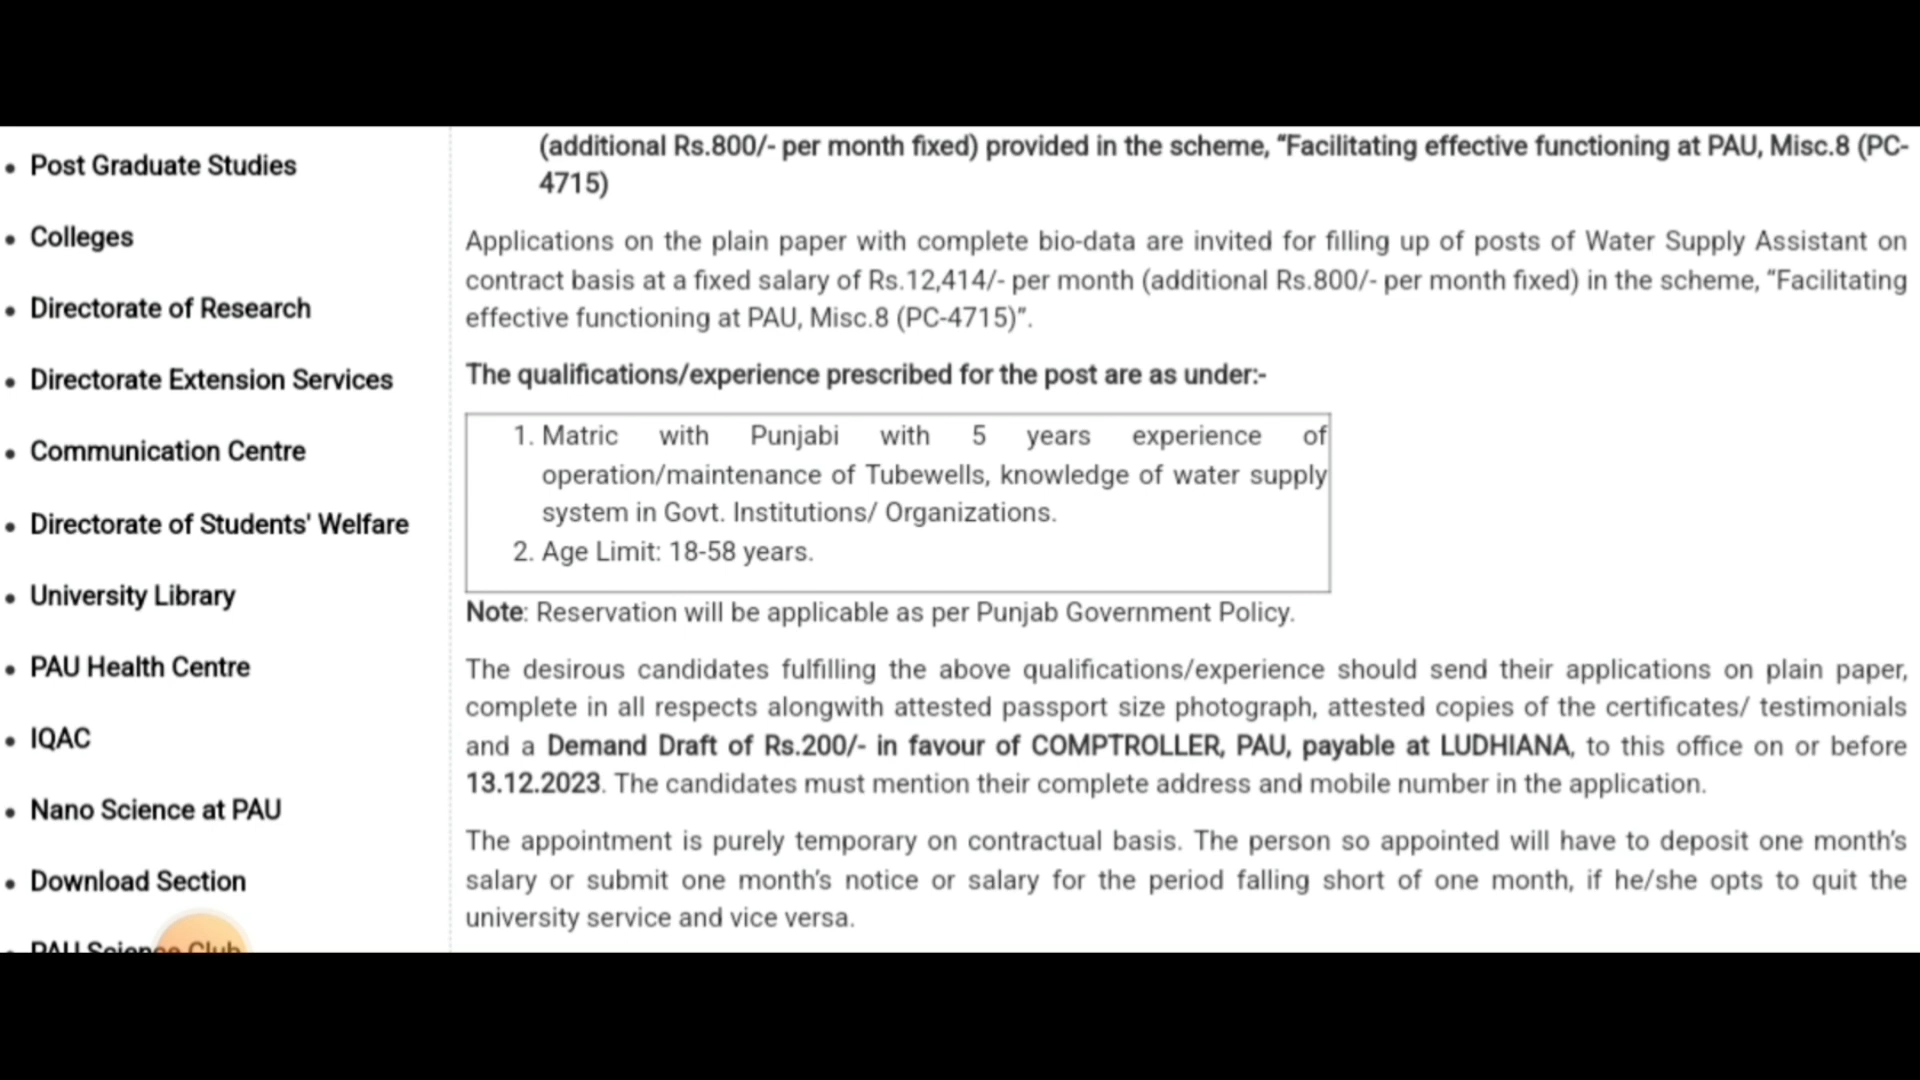 Post Graduate Studies
Colleges
Directorate of Research
Directorate Extension Services
Communication Centre
Directorate of Students' Welfare
University Library
PAU Health Centre
IQAC
Nano Science at PAU
Download Section
PAU Science Club
(additional Rs.800/- per month fixed) provided in the scheme, “Facilitating effective functioning at PAU, Misc.8 (PC-
4715)
Applications on the plain paper with complete bio-data are invited for filling up of posts of Water Supply Assistant on
contract basis at a fixed salary of Rs.12,414/- per month (additional Rs.800/- per month fixed) in the scheme, “Facilitating
effective functioning at PAU, Misc.8 (PC-4715)”.
The qualifications/experience prescribed for the post are as under:-
1. Matric with Punjabi with 5 years experience of
operation/maintenance of Tubewells, knowledge of water supply
system in Govt. Institutions/ Organizations.
2. Age Limit: 18-58 years.
Note: Reservation will be applicable as per Punjab Government Policy.
The desirous candidates fulfilling the above qualifications/experience should send their applications on plain paper,
complete in all respects alongwith attested passport size photograph, attested copies of the certificates/ testimonials
and a Demand Draft of Rs.200/- in favour of COMPTROLLER, PAU, payable at LUDHIANA, to this office on or before
13.12.2023. The candidates must mention their complete address and mobile number in the application.
The appointment is purely temporary on contractual basis. The person so appointed will have to deposit one month’s
salary or submit one month’s notice or salary for the period falling short of one month, if he/she opts to quit the
university service and vice versa.